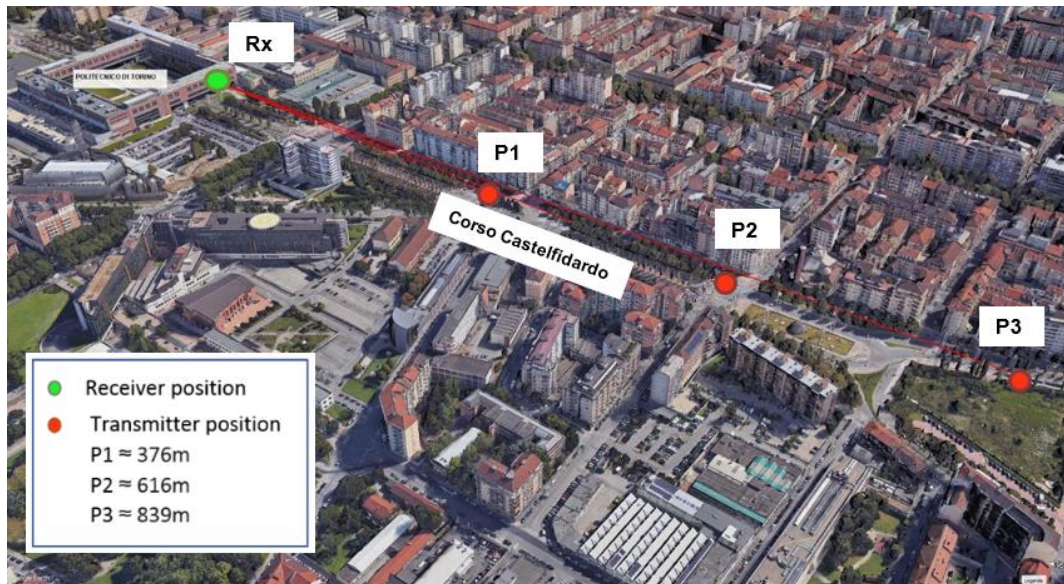 Rx
POLITECNICO DI TORINO
P1
Corso Castelfidardo
P2
P3
Receiver position
Transmitter position
P1 ≈ 376m
P2 ≈ 616m
P3 ≈ 839m